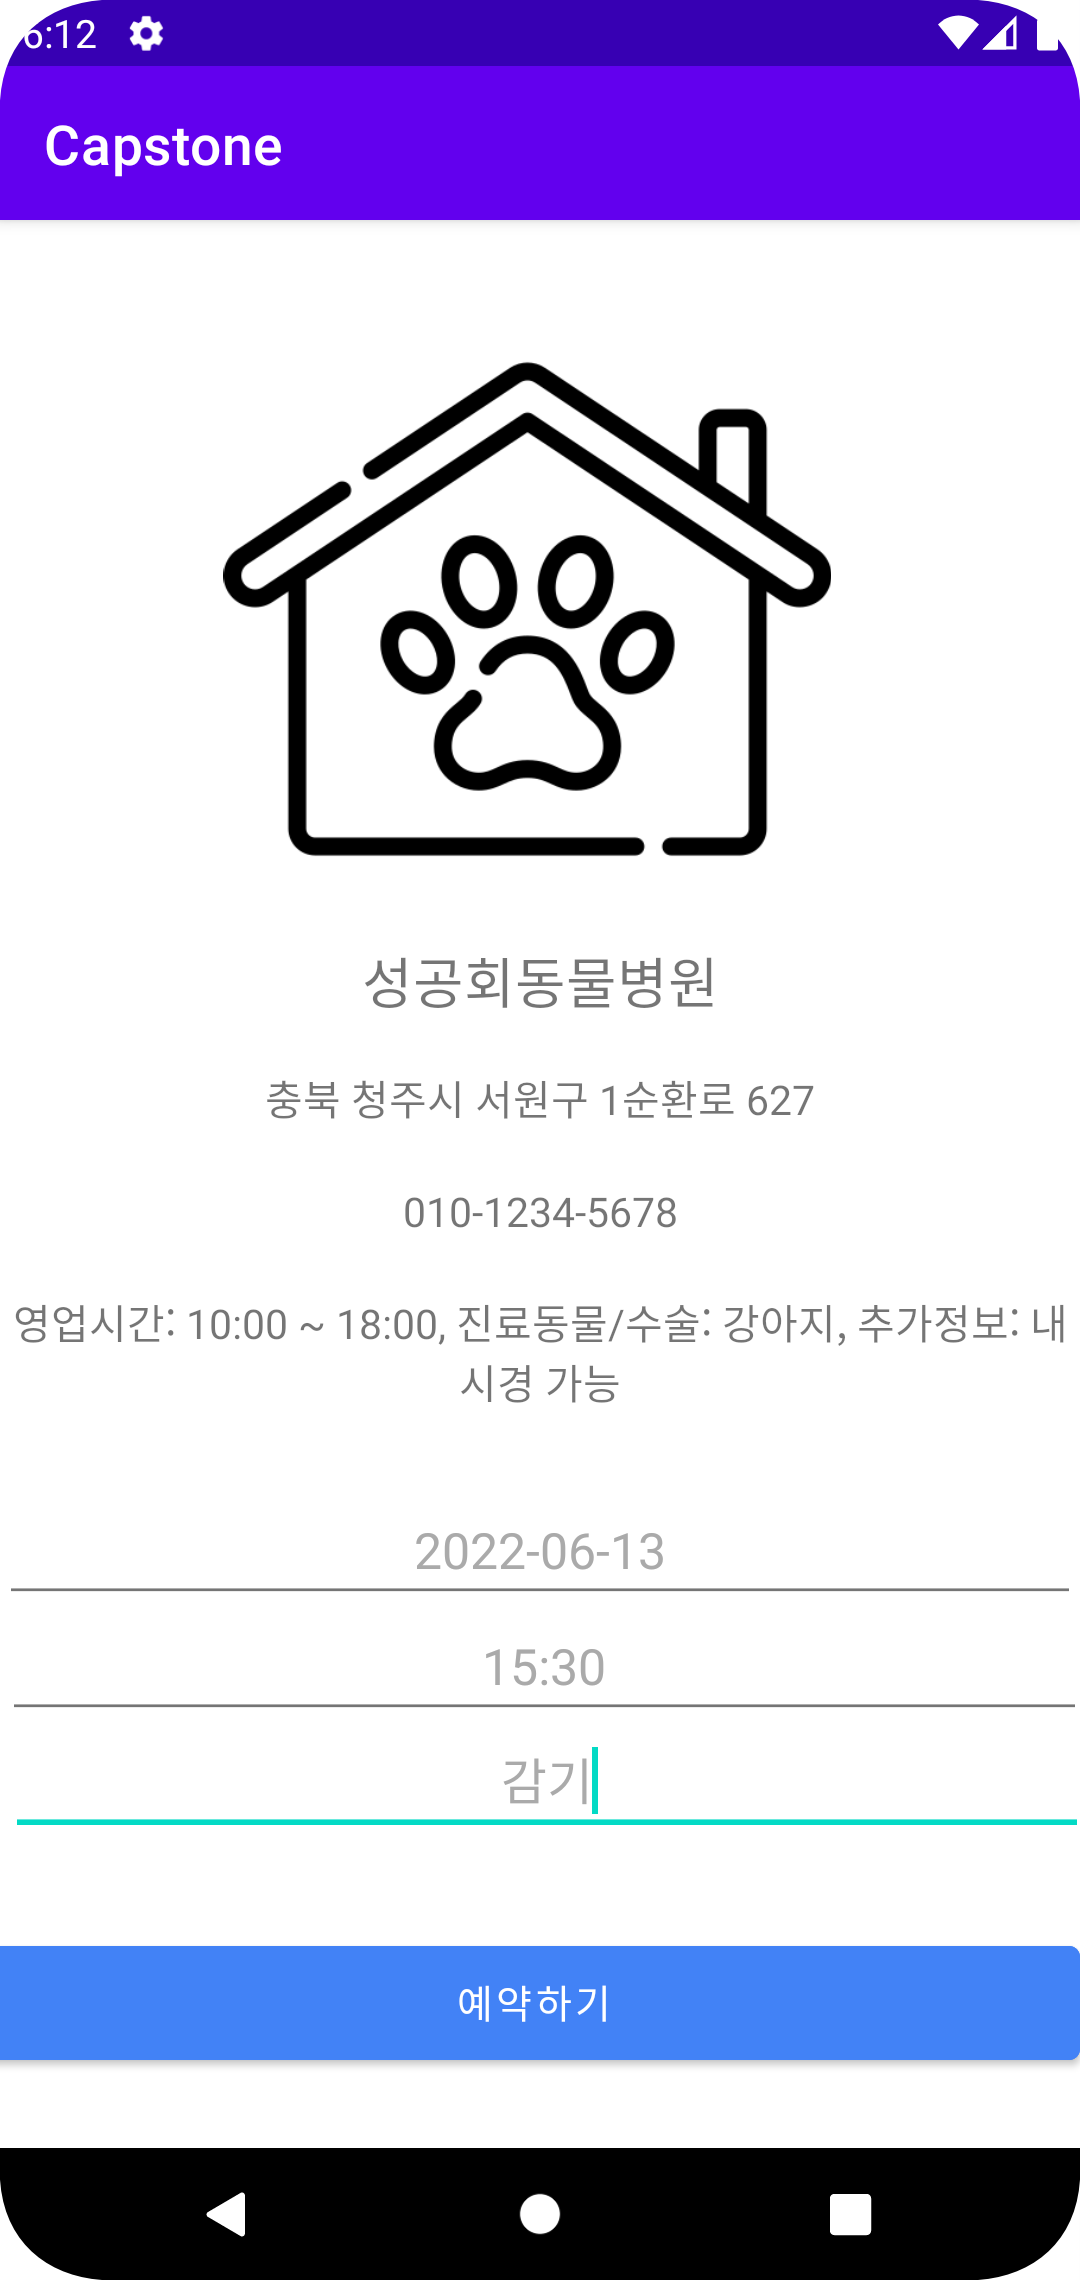 6:12
Capstone
성공회동물병원
충북 청주시 서원구 1순환로 627
010-1234-5678
영업시간: 10:00 ~ 18:00, 진료동물/수술: 강아지, 추가정보: 내
시경 가능
2022-06-13
15:30
감기
예약하기